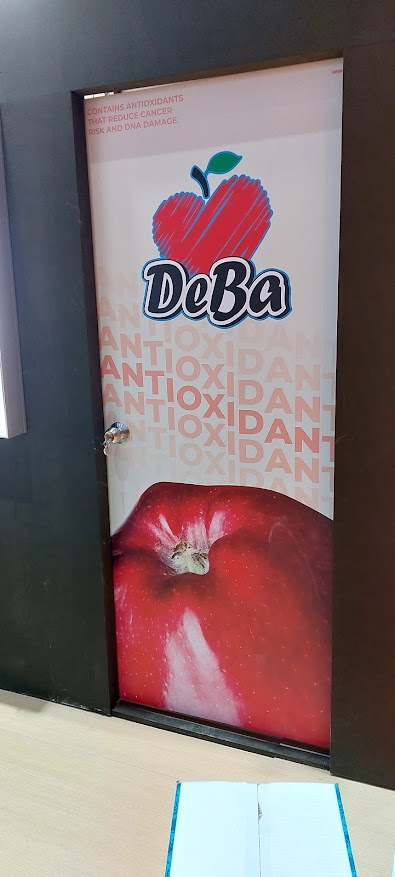 CONTAINS ANTIOXIDANTS
THAT REDUCE CANCER
RISK AND DNA DAMAGE.
DeBa
ANTIOXIDANT
ANTIOXIDANT
ANTIOXIDANT
ANTIOXIDANT
ANTIOXIDANT